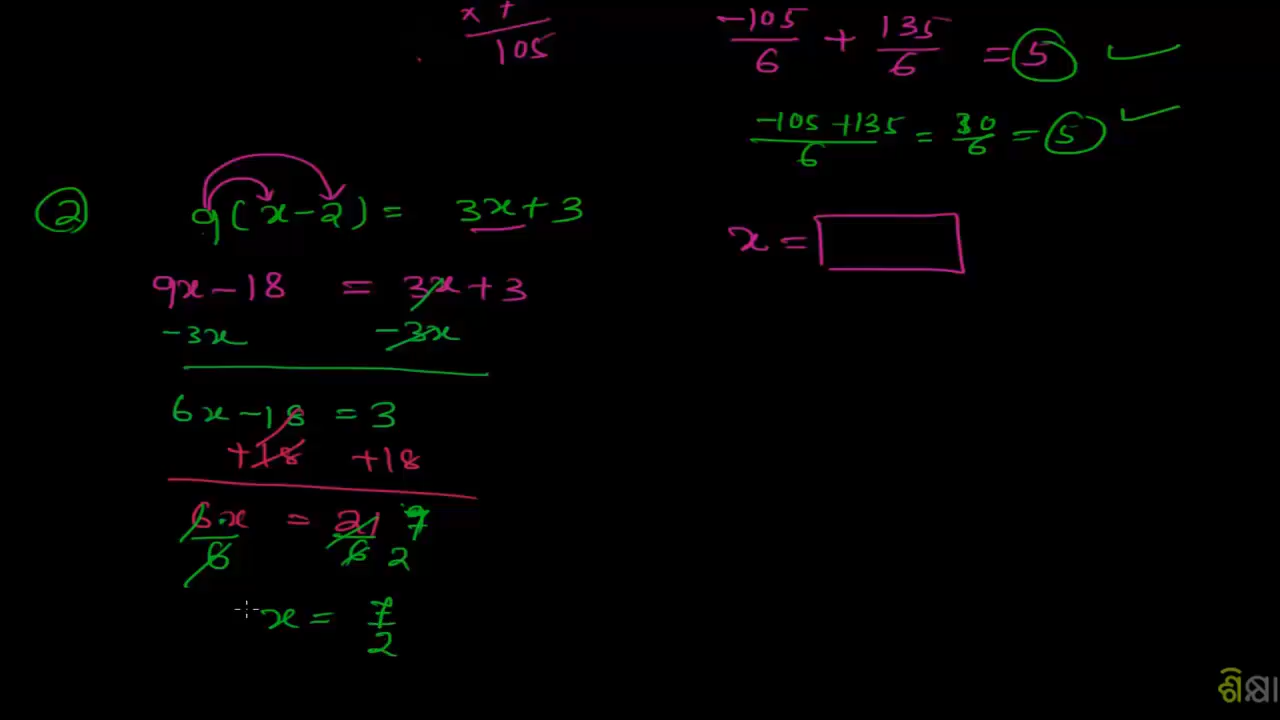 x 7
105
-105/6 + 135/6 = 5
(-105+135)/6 = 30/6 = 5
2 9(x-2) = 3x+3
x =
9x-18 = 3x+3
-3x -3x
6x-18 = 3
+18 +18
6x/6 = 21/6 7/2
x = 7/2
ଶିକ୍ଷା